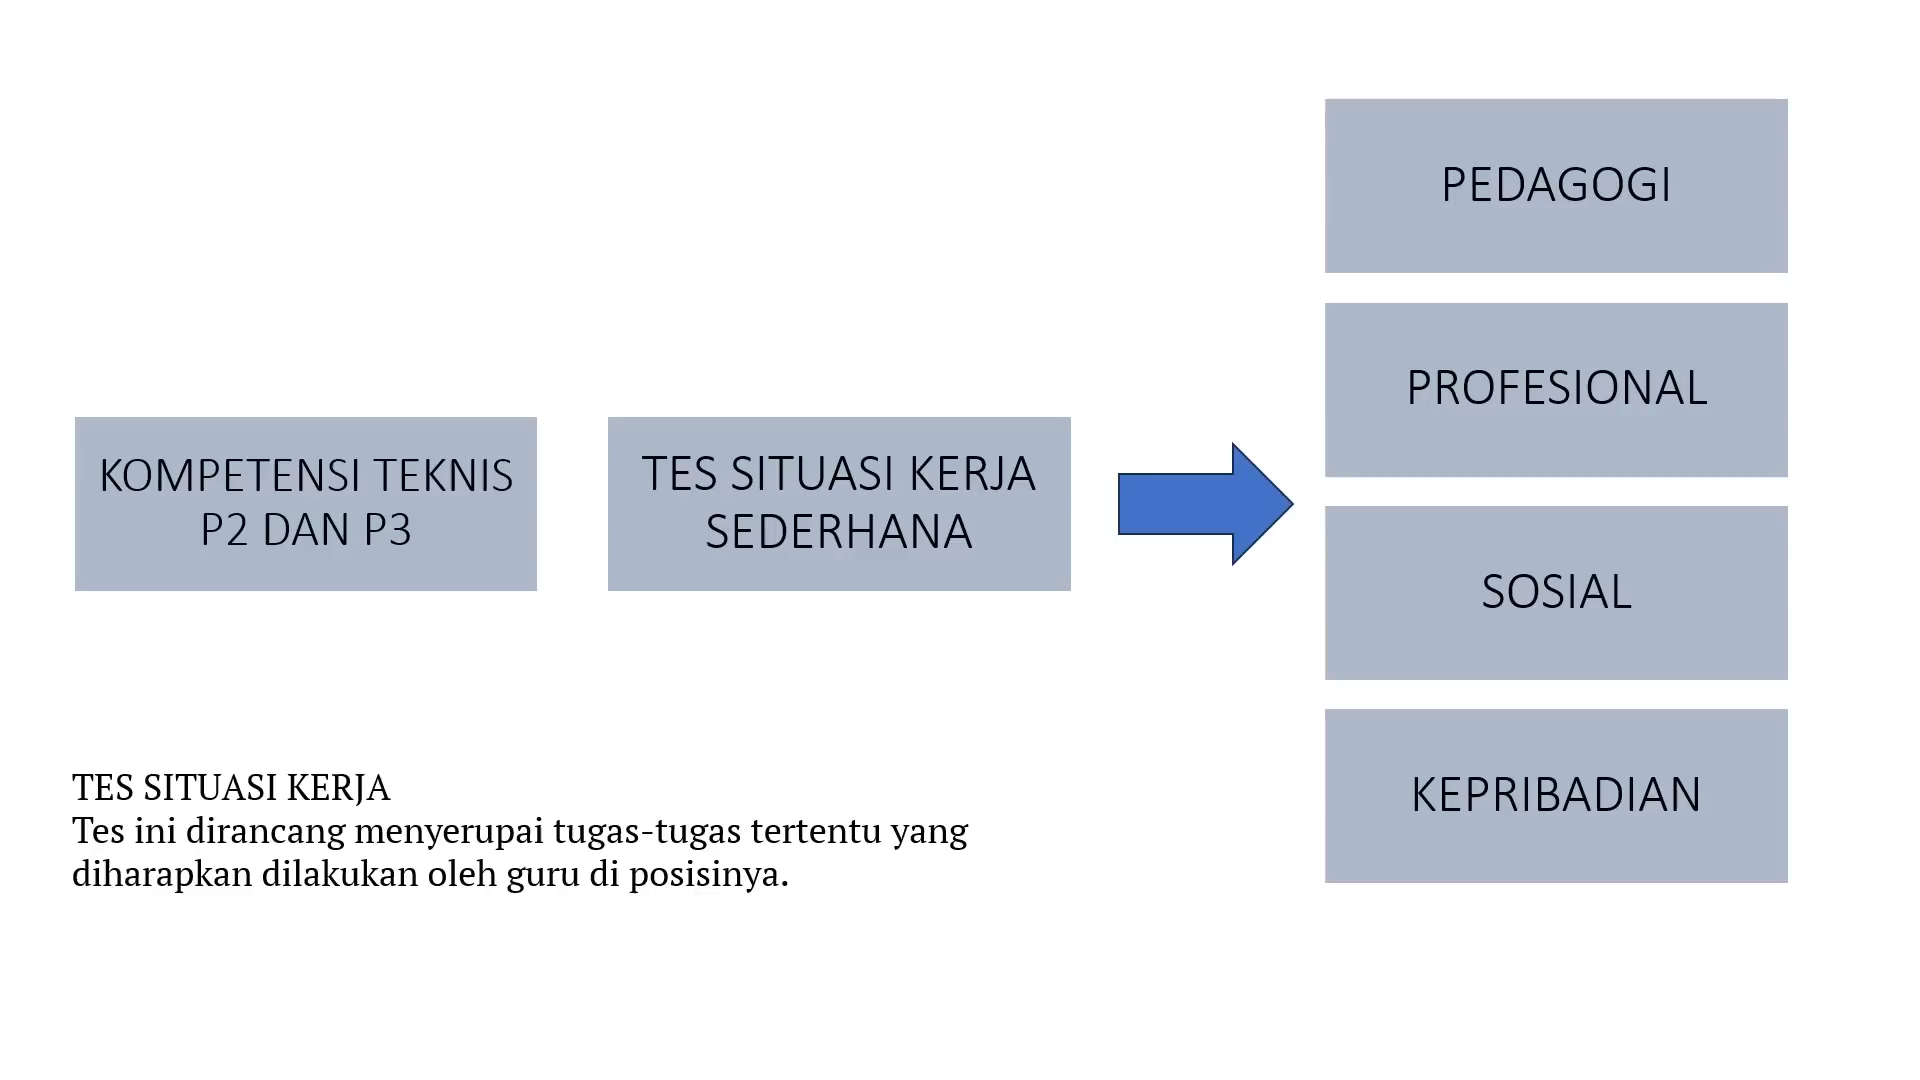 KOMPETENSI TEKNIS
P2 DAN P3
TES SITUASI KERJA
SEDERHANA
PEDAGOGI
PROFESIONAL
SOSIAL
KEPRIBADIAN
TES SITUASI KERJA
Tes ini dirancang menyerupai tugas-tugas tertentu yang
diharapkan dilakukan oleh guru di posisinya.